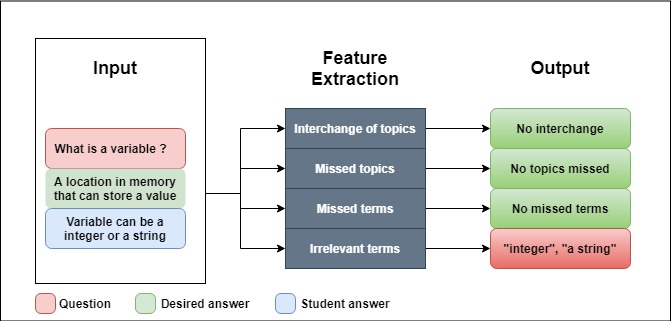 Input
Feature
Extraction
Output
What is a variable ?
A location in memory
that can store a value
Variable can be a
integer or a string
Interchange of topics
Missed topics
Missed terms
Irrelevant terms
No interchange
No topics missed
No missed terms
"integer", "a string"
Question
Desired answer
Student answer